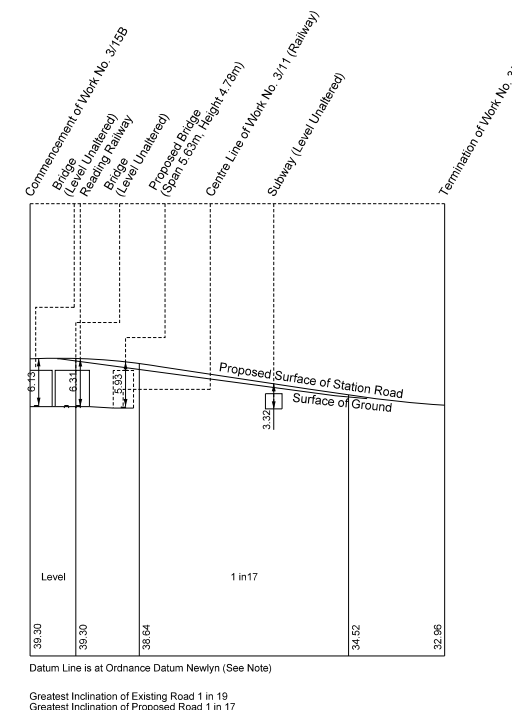 Commencement of Work No. 3/15B
Bridge
(Level Unaltered)
Reading Railway
Bridge
(Level Unaltered)
Proposed Bridge
(Span 5.63m, Height 4.78m)
Centre Line of Work No. 3/11 (Railway)
Subway (Level Unaltered)
Termination of Work No.
Proposed Surface of Station Road
Surface of Ground
6.13
6.31
5.93
3.32
Level
1 in17
39.30
39.30
38.64
34.52
32.96
Datum Line is at Ordnance Datum Newlyn (See Note)
Greatest Inclination of Existing Road 1 in 19
Greatest Inclination of Proposed Road 1 in 17